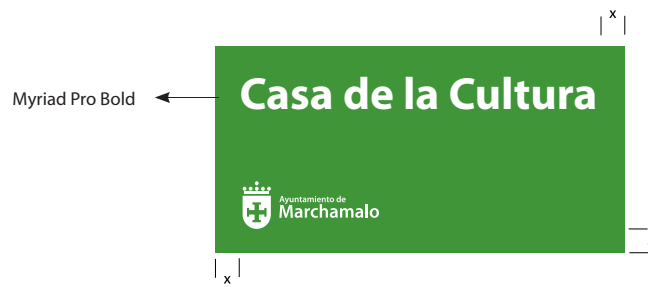 x
Myriad Pro Bold
Casa de la Cultura
Ayuntamiento de
Marchamalo
x